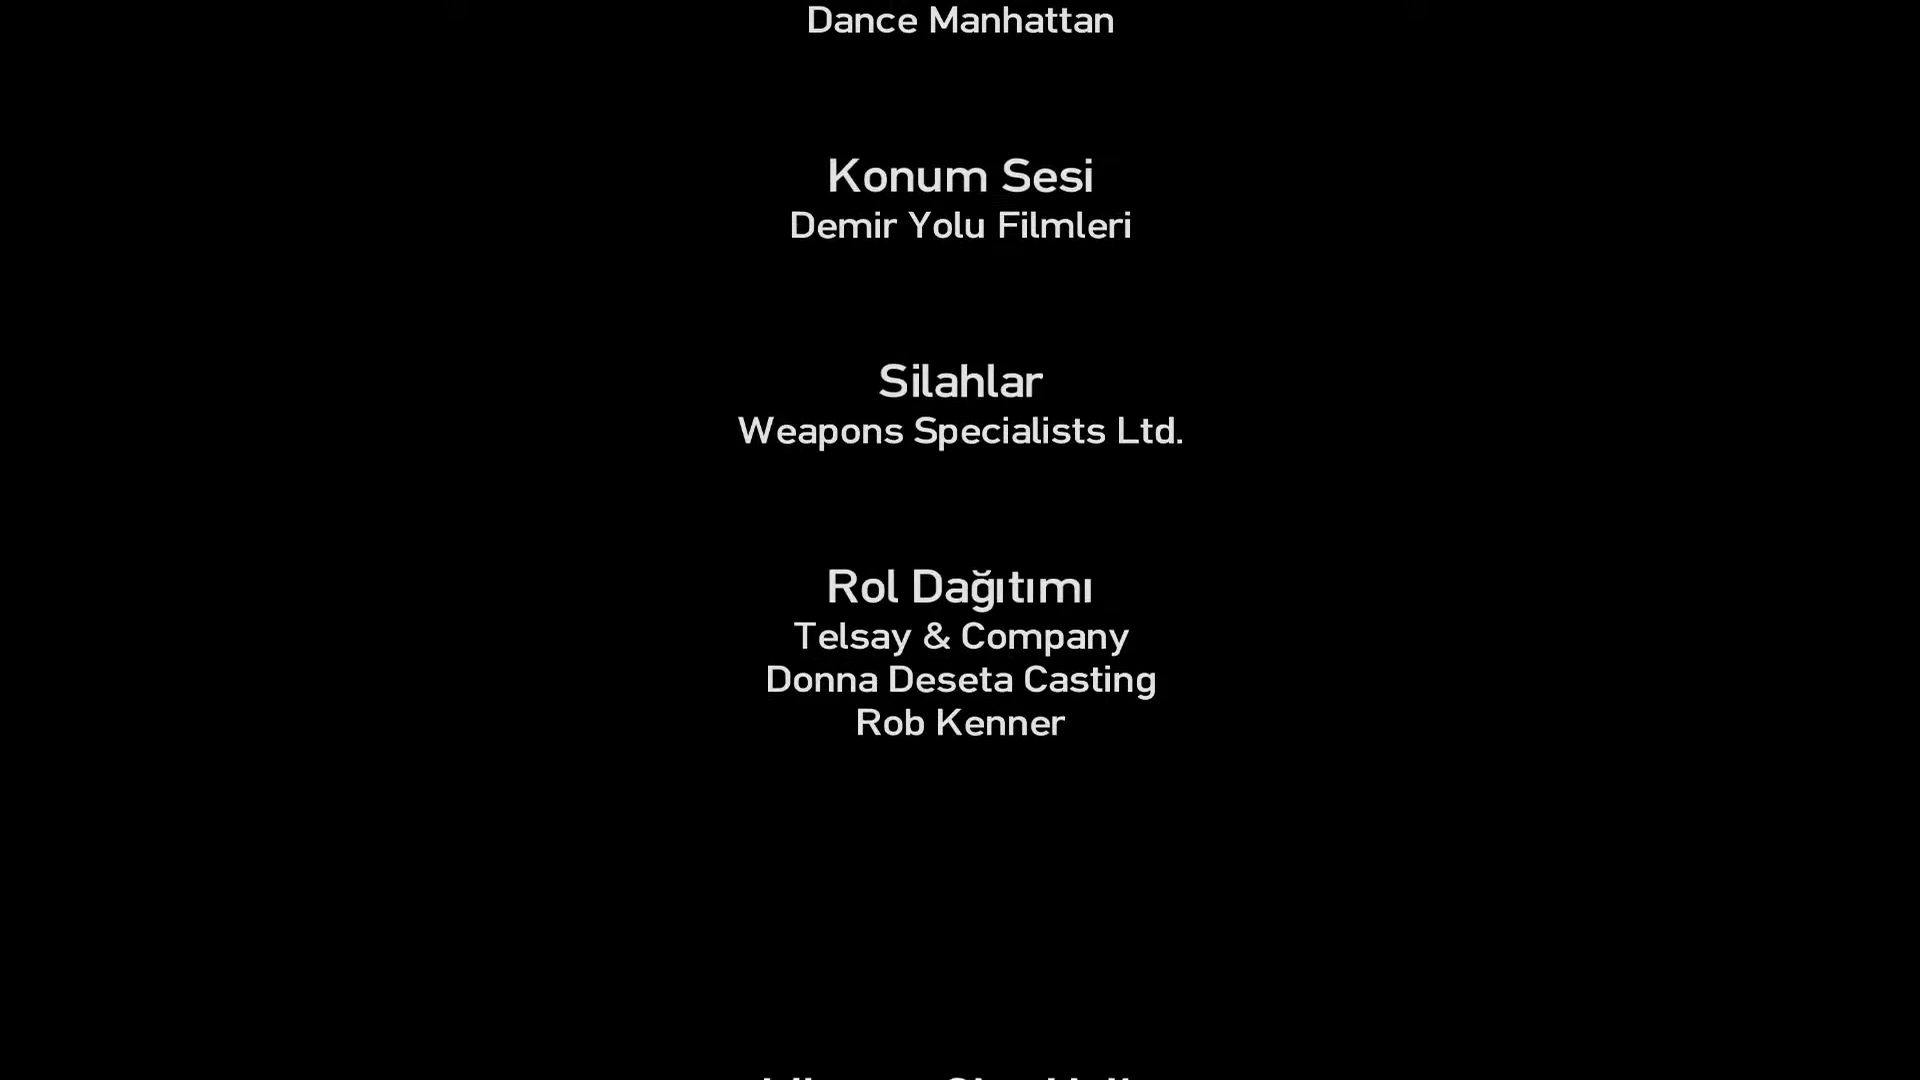 Dance Manhattan
Konum Sesi
Demir Yolu Filmleri
Silahlar
Weapons Specialists Ltd.
Rol Dağıtımı
Telsay & Company
Donna Deseta Casting
Rob Kenner